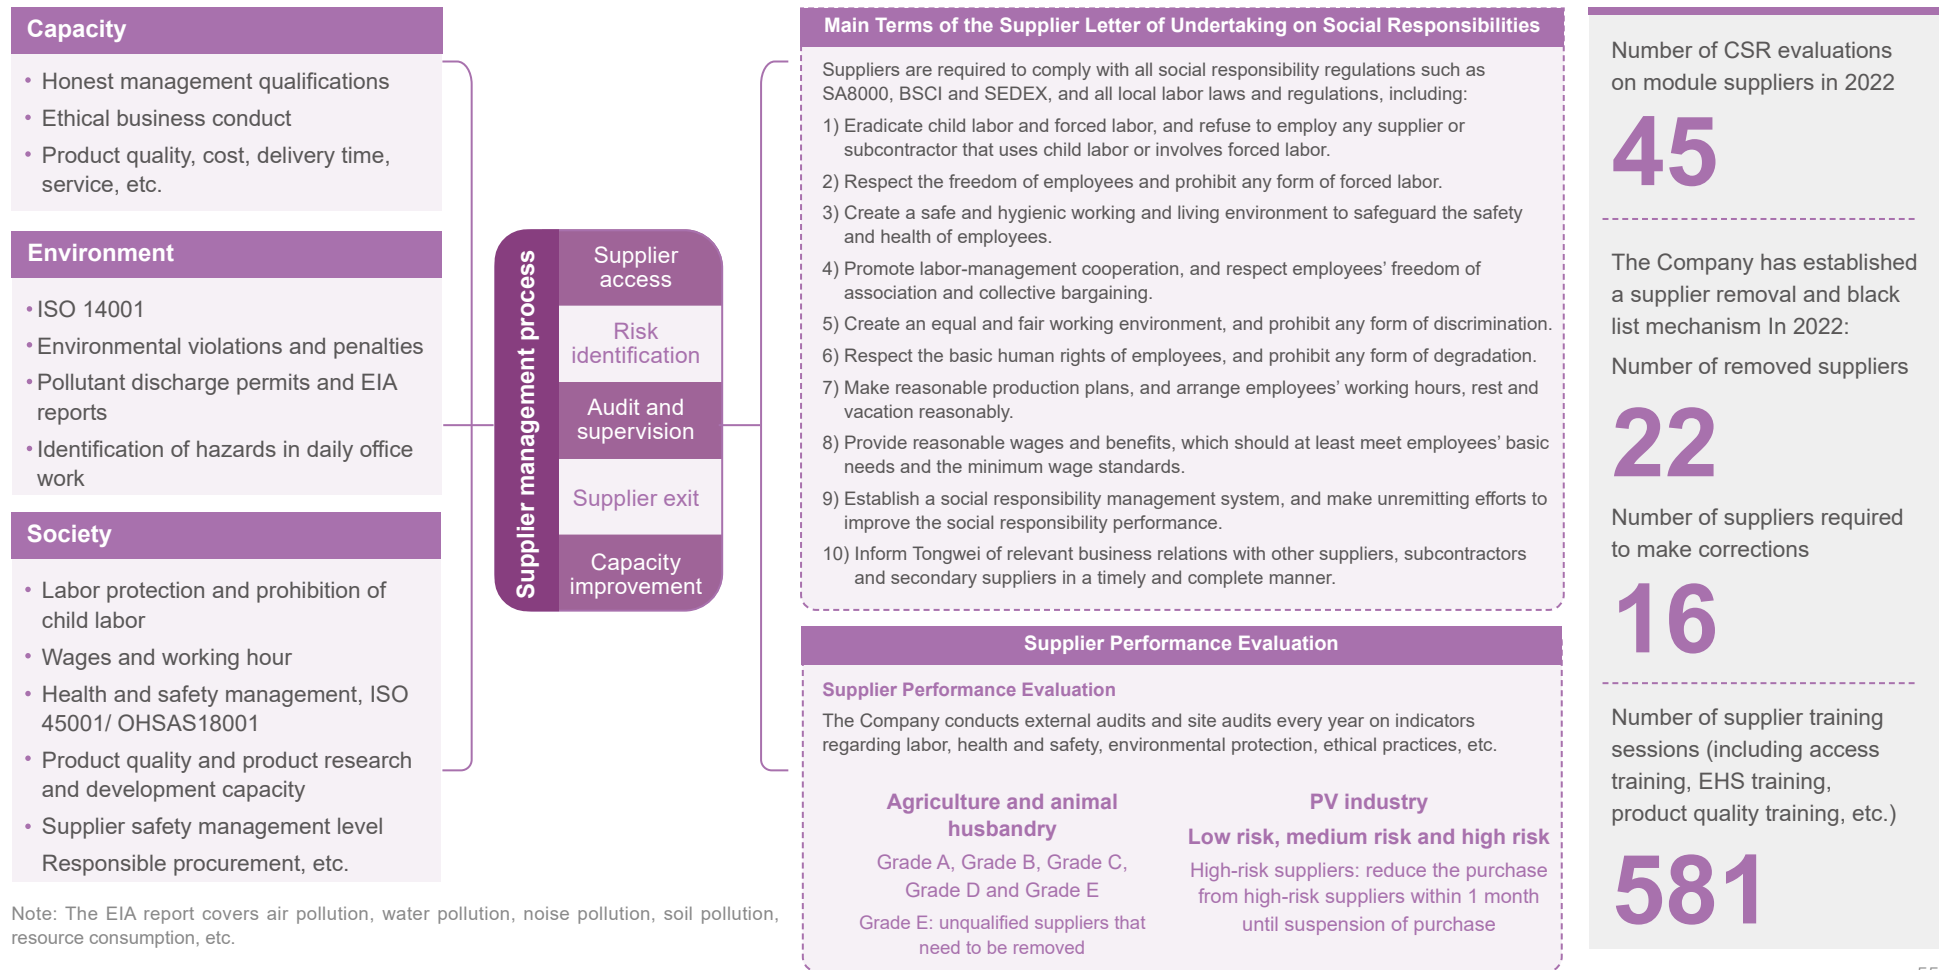 Capacity
• Honest management qualifications
• Ethical business conduct
• Product quality, cost, delivery time,
service, etc.
Environment
• ISO 14001
• Environmental violations and penalties
• Pollutant discharge permits and EIA
reports
• Identification of hazards in daily office
work
Society
• Labor protection and prohibition of
child labor
• Wages and working hour
• Health and safety management, ISO
45001/ OHSAS18001
• Product quality and product research
and development capacity
• Supplier safety management level
Responsible procurement, etc.
Note: The EIA report covers air pollution, water pollution, noise pollution, soil pollution,
resource consumption, etc.
Supplier management process
Supplier
access
Risk
identification
Audit and
supervision
Supplier exit
Capacity
improvement
Main Terms of the Supplier Letter of Undertaking on Social Responsibilities
Suppliers are required to comply with all social responsibility regulations such as
SA8000, BSCI and SEDEX, and all local labor laws and regulations, including:
1) Eradicate child labor and forced labor, and refuse to employ any supplier or
subcontractor that uses child labor or involves forced labor.
2) Respect the freedom of employees and prohibit any form of forced labor.
3) Create a safe and hygienic working and living environment to safeguard the safety
and health of employees.
4) Promote labor-management cooperation, and respect employees’ freedom of
association and collective bargaining.
5) Create an equal and fair working environment, and prohibit any form of discrimination.
6) Respect the basic human rights of employees, and prohibit any form of degradation.
7) Make reasonable production plans, and arrange employees’ working hours, rest and
vacation reasonably.
8) Provide reasonable wages and benefits, which should at least meet employees’ basic
needs and the minimum wage standards.
9) Establish a social responsibility management system, and make unremitting efforts to
improve the social responsibility performance.
10) Inform Tongwei of relevant business relations with other suppliers, subcontractors
and secondary suppliers in a timely and complete manner.
Supplier Performance Evaluation
Supplier Performance Evaluation
The Company conducts external audits and site audits every year on indicators
regarding labor, health and safety, environmental protection, ethical practices, etc.
Agriculture and animal
husbandry
Grade A, Grade B, Grade C,
Grade D and Grade E
Grade E: unqualified suppliers that
need to be removed
PV industry
Low risk, medium risk and high risk
High-risk suppliers: reduce the purchase
from high-risk suppliers within 1 month
until suspension of purchase
Number of CSR evaluations
on module suppliers in 2022
45
The Company has established
a supplier removal and black
list mechanism In 2022:
Number of removed suppliers
22
Number of suppliers required
to make corrections
16
Number of supplier training
sessions (including access
training, EHS training,
product quality training, etc.)
581